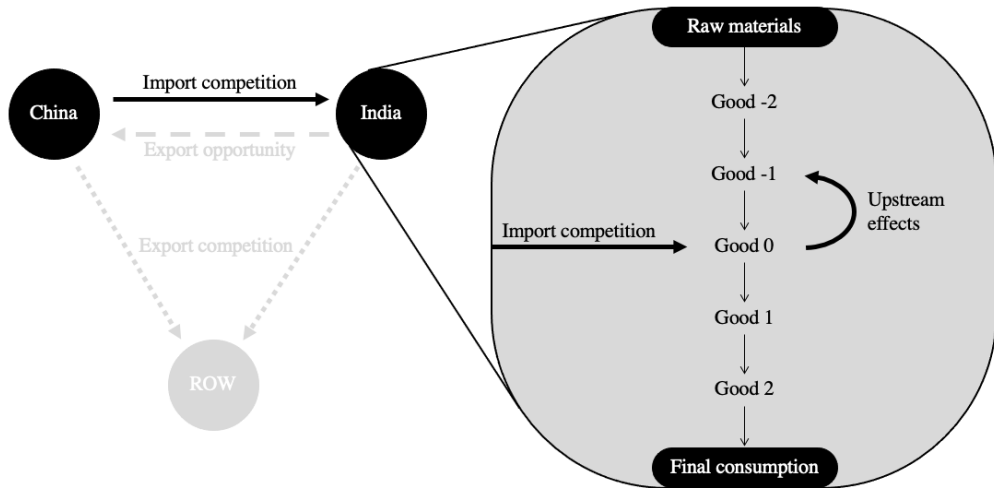 Raw materials
Import competition
China
India
Good -2
Export opportunity
Good -1
Upstream
effects
Import competition
Export competition
Good 0
Good 1
ROW
Good 2
Final consumption